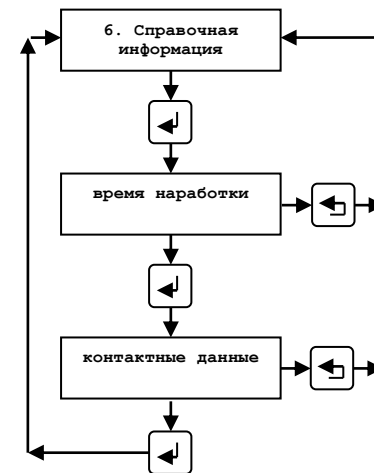 6. Справочная
информация
время наработки
контактные данные